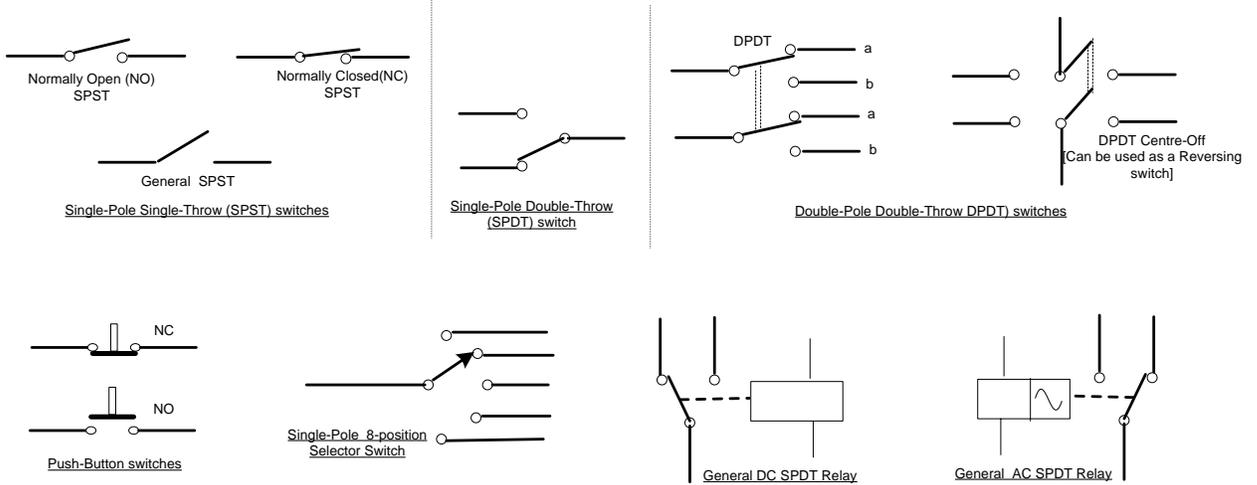 Normally Open (NO)
SPST
Normally Closed(NC)
SPST
General  SPST
Single-Pole Single-Throw (SPST) switches
Single-Pole Double-Throw
(SPDT) switch
DPDT
a
b
a
b
DPDT Centre-Off
[Can be used as a Reversing
switch]
Double-Pole Double-Throw DPDT) switches
NC
NO
Push-Button switches
Single-Pole  8-position
Selector Switch
General DC SPDT Relay
General  AC SPDT Relay